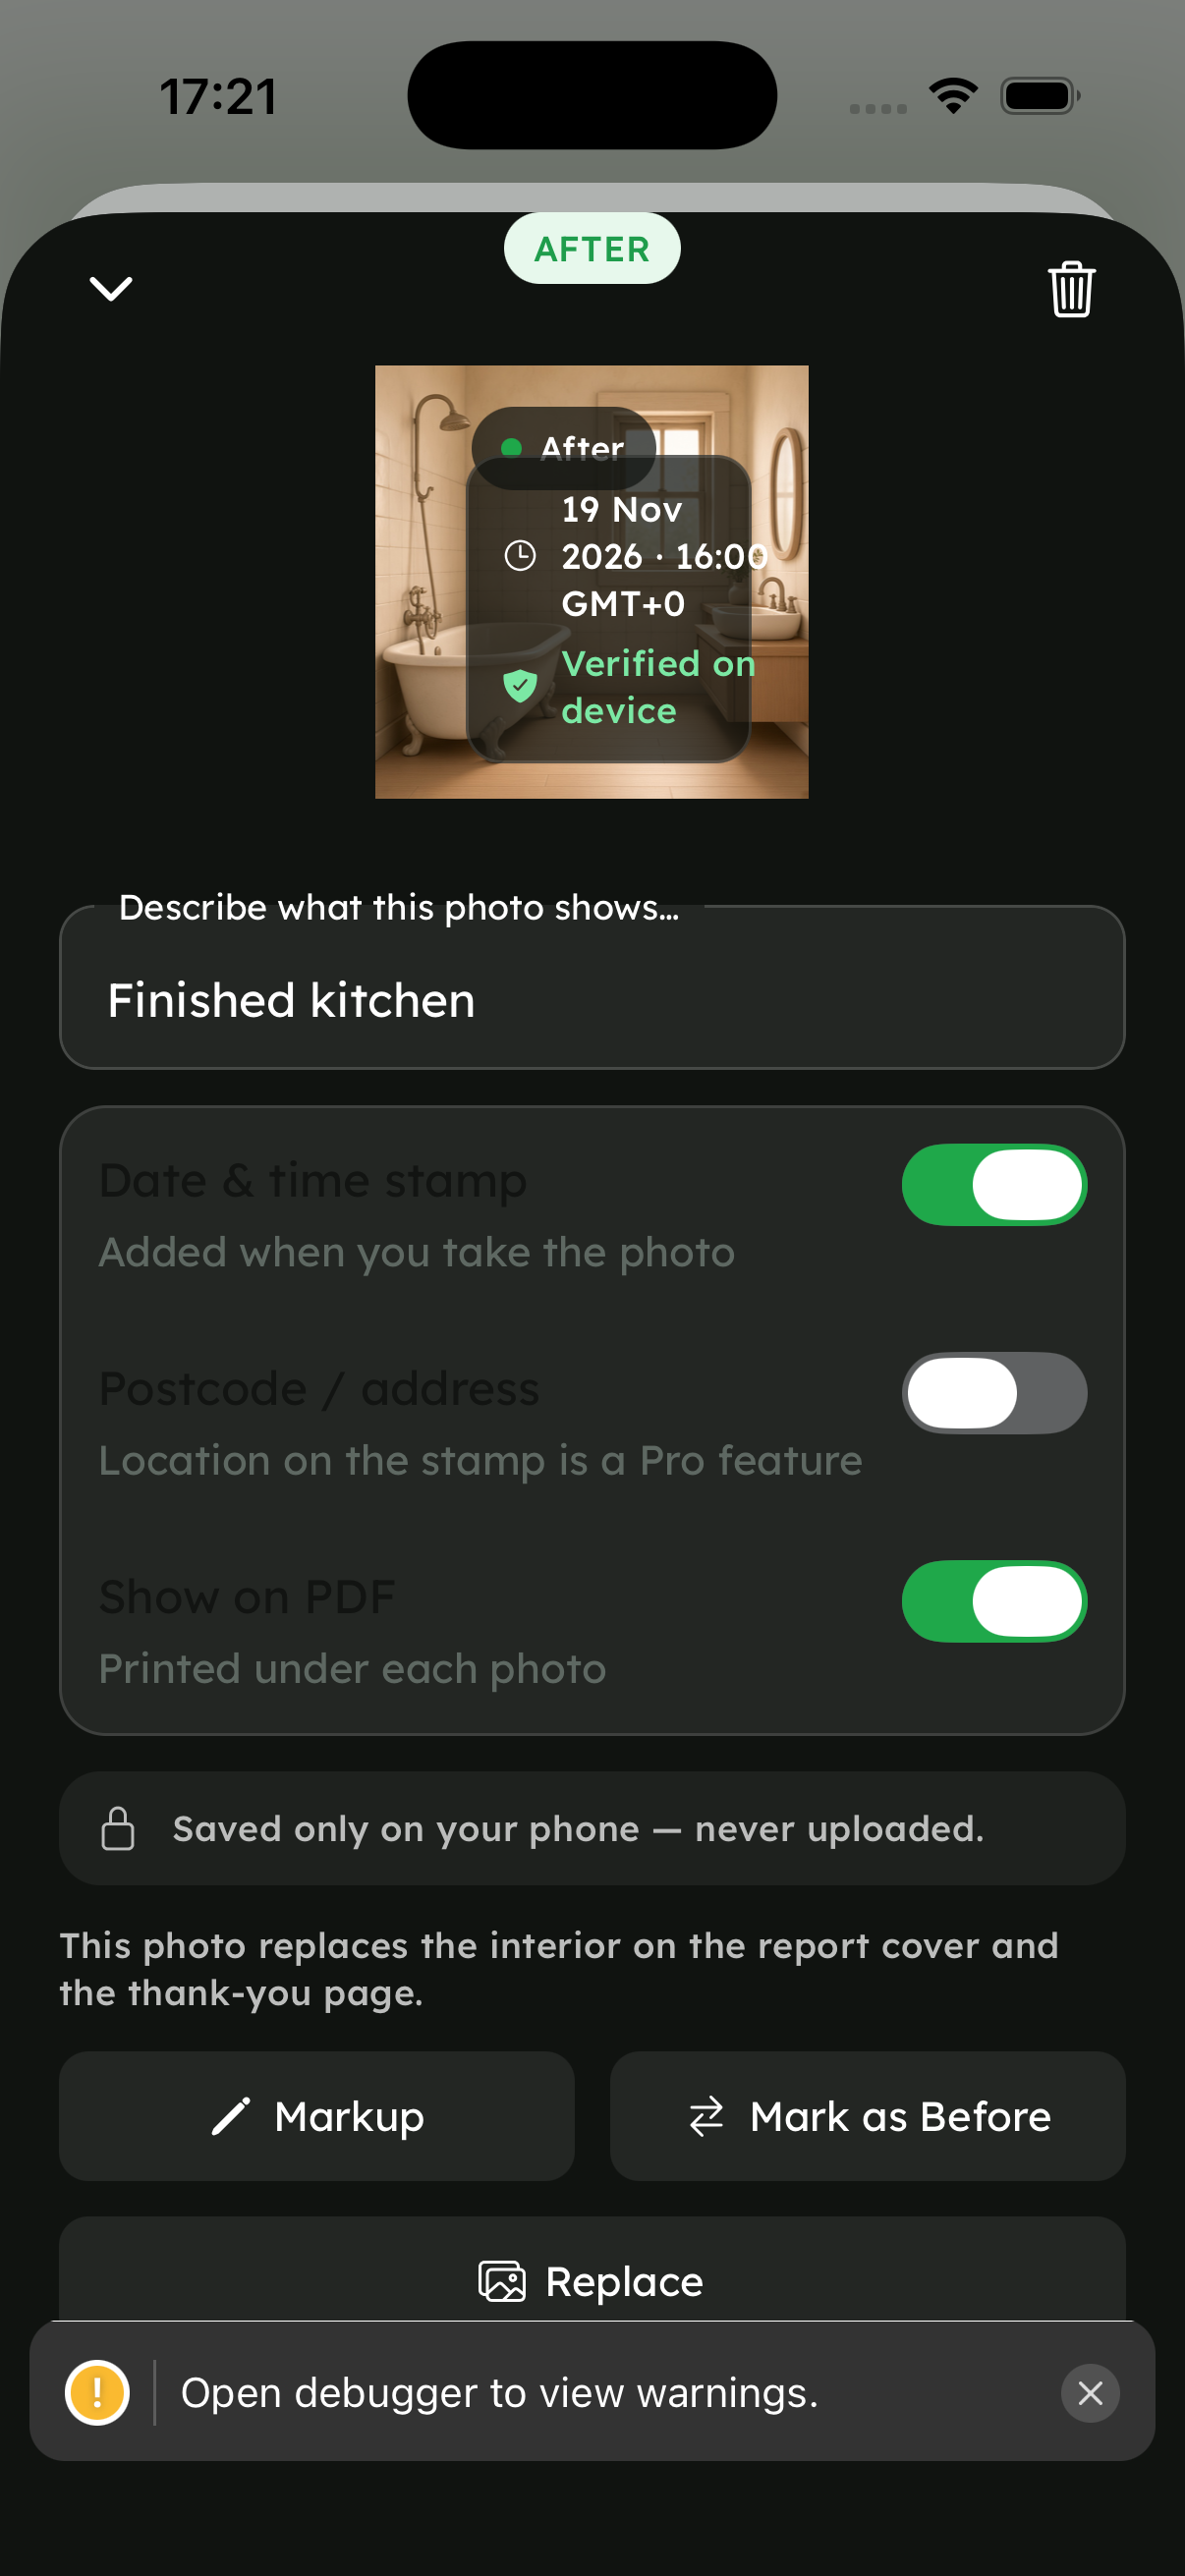 17:21
AFTER
After
19 Nov
2026 · 16:00
GMT+0
Verified on
device
Describe what this photo shows...
Finished kitchen
Date & time stamp
Added when you take the photo
Postcode / address
Location on the stamp is a Pro feature
Show on PDF
Printed under each photo
Saved only on your phone — never uploaded.
This photo replaces the interior on the report cover and
the thank-you page.
Markup
Mark as Before
Replace
Open debugger to view warnings.